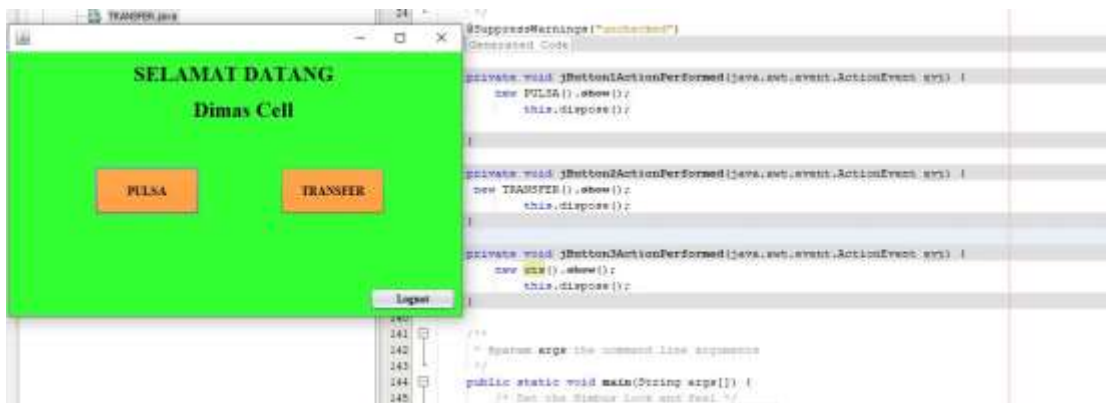 TRANSFER.java
SELAMAT DATANG
Dimas Cell
PULSA
TRANSFER
Logout
@SuppressWarnings("unchecked")
Generated Code
private void jButton1ActionPerformed(java.awt.event.ActionEvent evt) {
new PULSA().show();
this.dispose();
}
private void jButton2ActionPerformed(java.awt.event.ActionEvent evt) {
new TRANSFER().show();
this.dispose();
}
private void jButton3ActionPerformed(java.awt.event.ActionEvent evt) {
new ().show();
this.dispose();
}
140
141 /**
142 * @param args the command line arguments
143 */
144 public static void main(String args[]) {
145 /* Set the Nimbus look and feel */